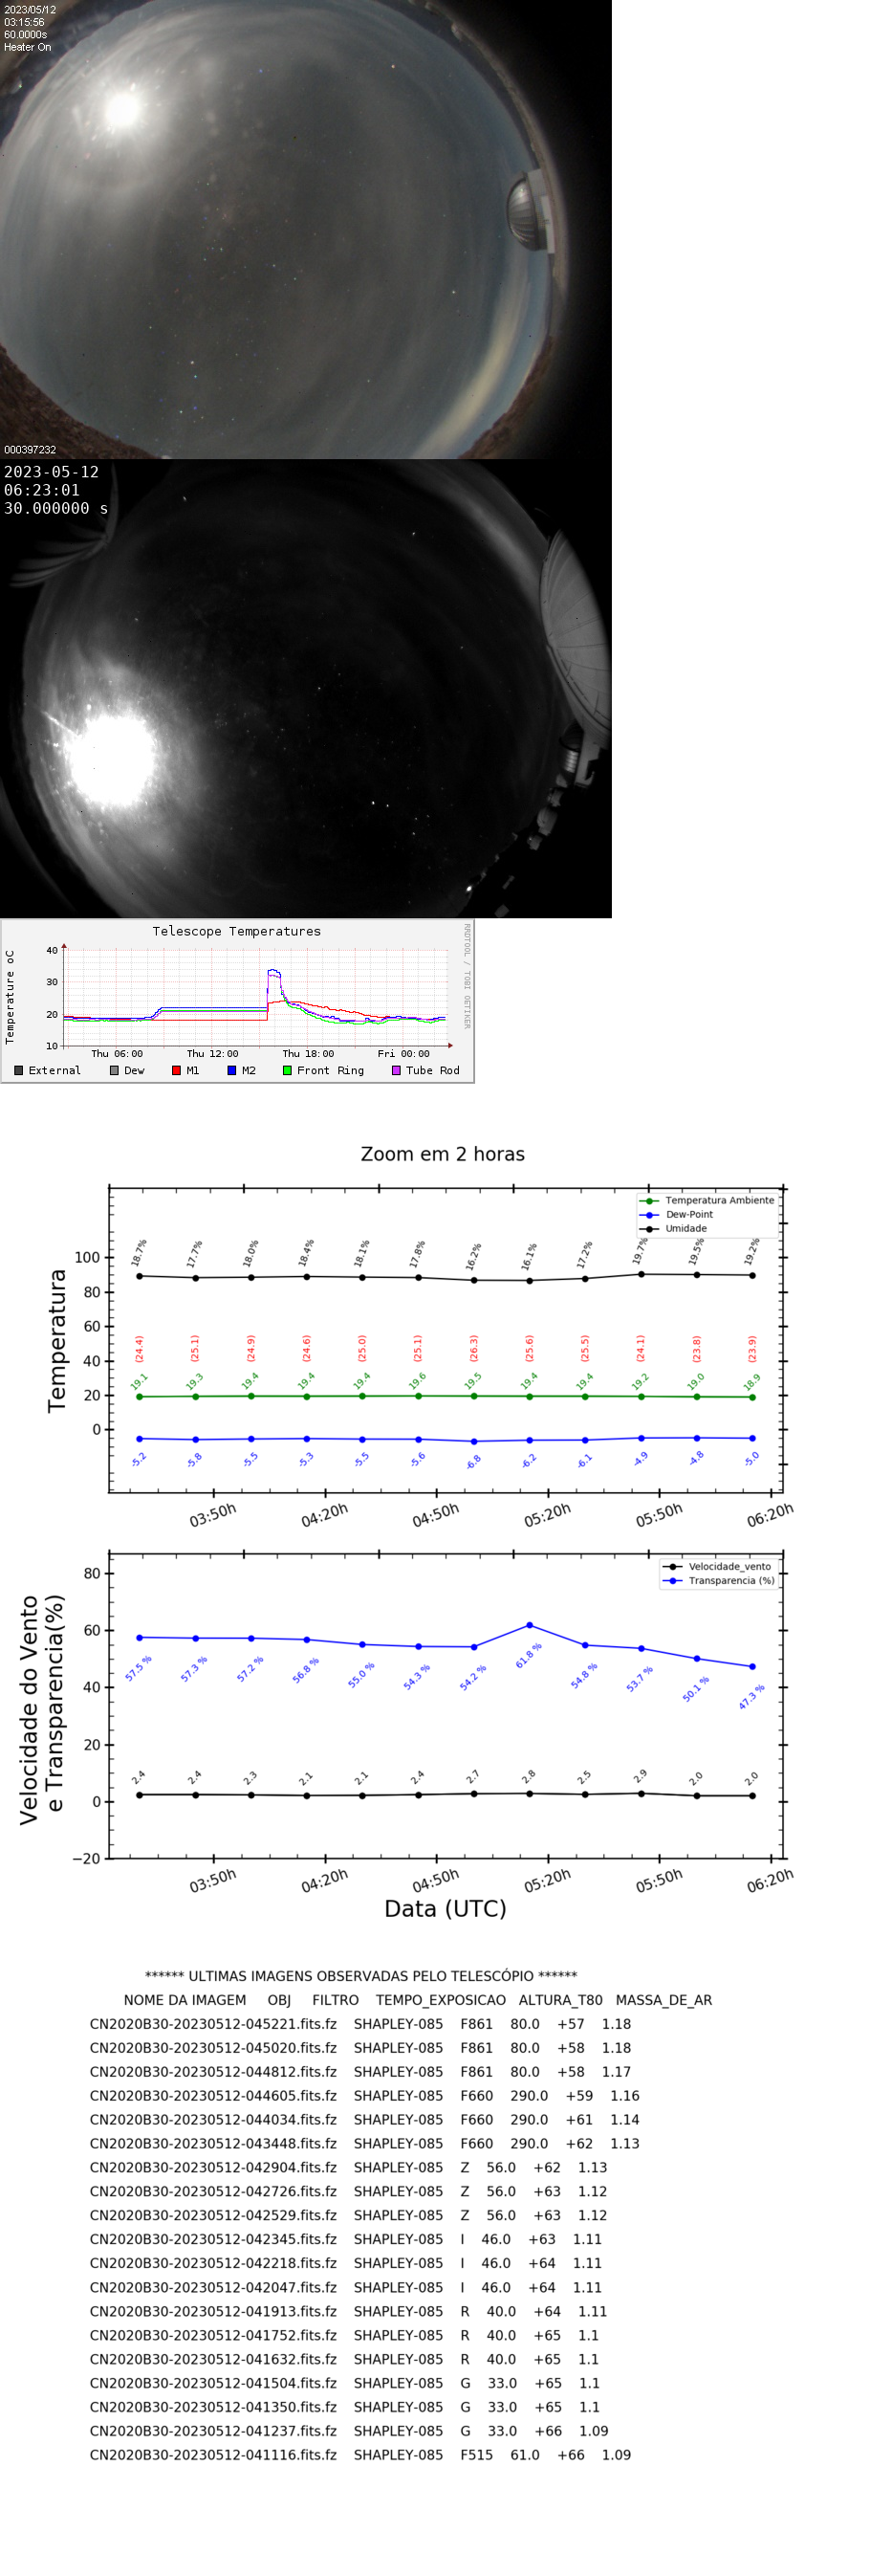 2023/05/12
03:15:56
60.0000s
Heater On
000397232
2023-05-12
06:23:01
30.000000 s
Telescope Temperatures
RRDTOOL / TOBI OETIKER
Temperature oC
40
30
20
10
Thu 06:00 Thu 12:00 Thu 18:00 Fri 00:00
External Dew M1 M2 Front Ring Tube Rod
Zoom em 2 horas
Temperatura Ambiente
Dew-Point
Umidade
Temperatura
100
80
60
40
20
0
18.7% 17.7% 18.0% 18.4% 18.1% 17.8% 16.2% 16.1% 17.2% 19.7% 19.5% 19.2%
(24.4) (25.1) (24.9) (24.6) (25.0) (25.1) (26.3) (25.6) (25.5) (24.1) (23.8) (23.9)
19.1 19.3 19.4 19.4 19.4 19.6 19.5 19.4 19.4 19.2 19.0 18.9
-5.2 -5.8 -5.5 -5.3 -5.5 -5.6 -6.8 -6.2 -6.1 -4.9 -4.8 -5.0
03:50h 04:20h 04:50h 05:20h 05:50h 06:20h
Velocidade_vento
Transparencia (%)
Velocidade do Vento
e Transparencia(%)
80
60
40
20
0
−20
57.5 % 57.3 % 57.2 % 56.8 % 55.0 % 54.3 % 54.2 % 61.8 % 54.8 % 53.7 % 50.1 % 47.3 %
2.4 2.4 2.3 2.1 2.1 2.4 2.7 2.8 2.5 2.9 2.0 2.0
03:50h 04:20h 04:50h 05:20h 05:50h 06:20h
Data (UTC)
****** ULTIMAS IMAGENS OBSERVADAS PELO TELESCÓPIO ******
NOME DA IMAGEM OBJ FILTRO TEMPO_EXPOSICAO ALTURA_T80 MASSA_DE_AR
CN2020B30-20230512-045221.fits.fz SHAPLEY-085 F861 80.0 +57 1.18
CN2020B30-20230512-045020.fits.fz SHAPLEY-085 F861 80.0 +58 1.18
CN2020B30-20230512-044812.fits.fz SHAPLEY-085 F861 80.0 +58 1.17
CN2020B30-20230512-044605.fits.fz SHAPLEY-085 F660 290.0 +59 1.16
CN2020B30-20230512-044034.fits.fz SHAPLEY-085 F660 290.0 +61 1.14
CN2020B30-20230512-043448.fits.fz SHAPLEY-085 F660 290.0 +62 1.13
CN2020B30-20230512-042904.fits.fz SHAPLEY-085 Z 56.0 +62 1.13
CN2020B30-20230512-042726.fits.fz SHAPLEY-085 Z 56.0 +63 1.12
CN2020B30-20230512-042529.fits.fz SHAPLEY-085 Z 56.0 +63 1.12
CN2020B30-20230512-042345.fits.fz SHAPLEY-085 I 46.0 +63 1.11
CN2020B30-20230512-042218.fits.fz SHAPLEY-085 I 46.0 +64 1.11
CN2020B30-20230512-042047.fits.fz SHAPLEY-085 I 46.0 +64 1.11
CN2020B30-20230512-041913.fits.fz SHAPLEY-085 R 40.0 +64 1.11
CN2020B30-20230512-041752.fits.fz SHAPLEY-085 R 40.0 +65 1.1
CN2020B30-20230512-041632.fits.fz SHAPLEY-085 R 40.0 +65 1.1
CN2020B30-20230512-041504.fits.fz SHAPLEY-085 G 33.0 +65 1.1
CN2020B30-20230512-041350.fits.fz SHAPLEY-085 G 33.0 +65 1.1
CN2020B30-20230512-041237.fits.fz SHAPLEY-085 G 33.0 +66 1.09
CN2020B30-20230512-041116.fits.fz SHAPLEY-085 F515 61.0 +66 1.09